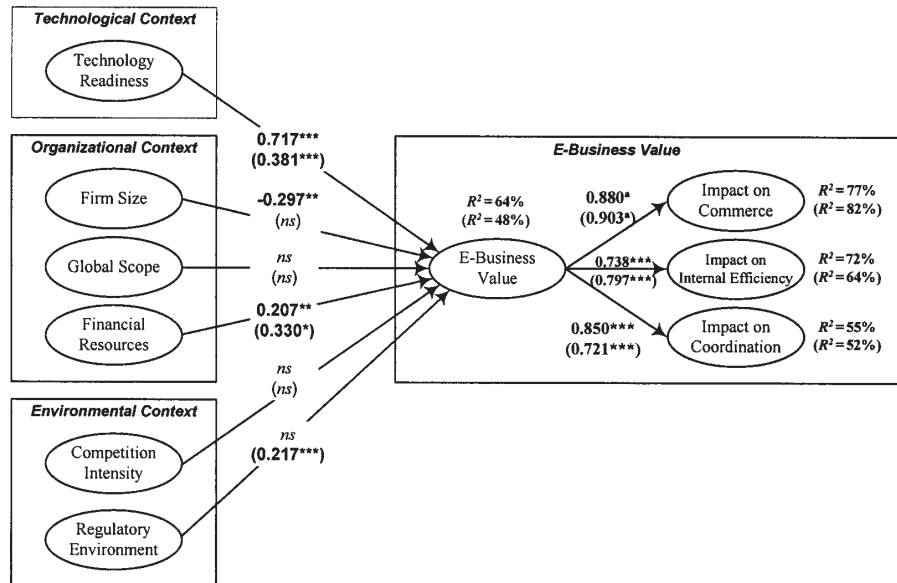 Technological Context
Technology
Readiness
0.717***
(0.381***)
Organizational Context
Firm Size
-0.297**
(ns)
Global Scope
ns
(ns)
Financial
Resources
0.207**
(0.330*)
Environmental Context
Competition
Intensity
ns
(ns)
Regulatory
Environment
ns
(0.217***)
E-Business Value
R² = 64%
(R² = 48%)
E-Business
Value
0.880ª
(0.903ª)
Impact on
Commerce
R² = 77%
(R² = 82%)
0.738***
(0.797***)
Impact on
Internal Efficiency
R² = 72%
(R² = 64%)
0.850***
(0.721***)
Impact on
Coordination
R² = 55%
(R² = 52%)